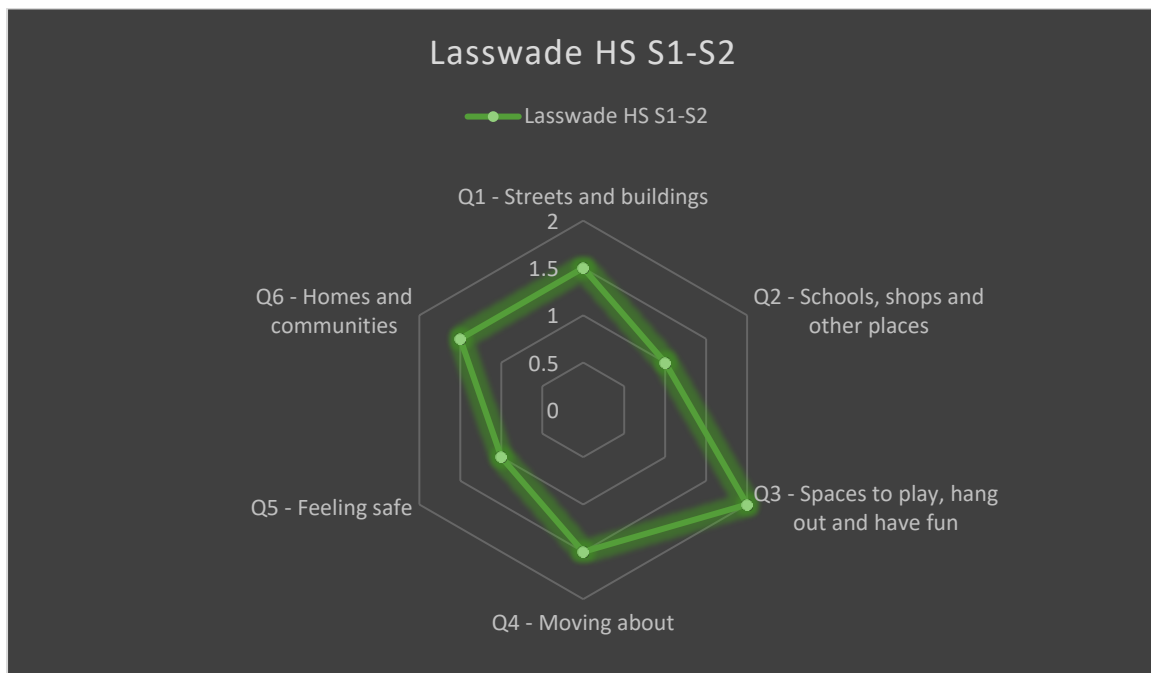 Lasswade HS S1-S2
Lasswade HS S1-S2
Q1 - Streets and buildings
2
1.5
1
0.5
0
Q2 - Schools, shops and
other places
Q3 - Spaces to play, hang
out and have fun
Q4 - Moving about
Q5 - Feeling safe
Q6 - Homes and
communities